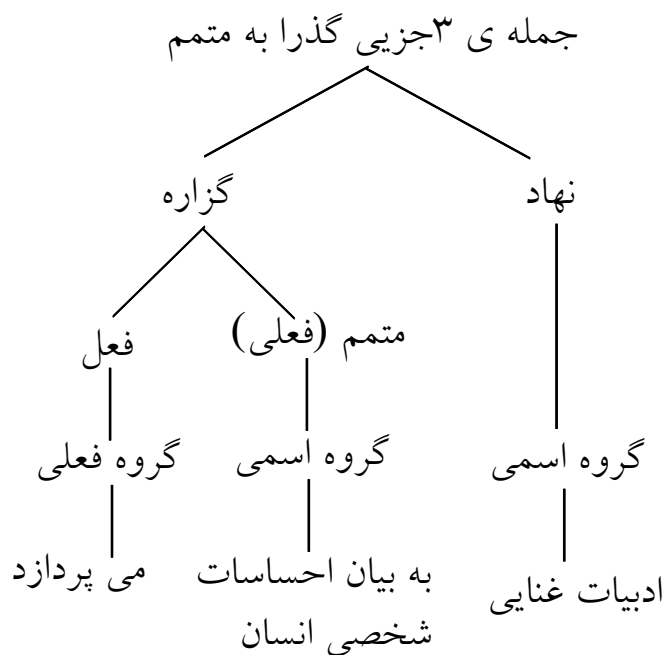 جمله ی ۳جزیی گذرا به متمم
نهاد
گزاره
متمم (فعلی)
فعل
گروه اسمی
گروه اسمی
گروه فعلی
ادبیات غنایی
به بیان احساسات
شخصی انسان
می پردازد